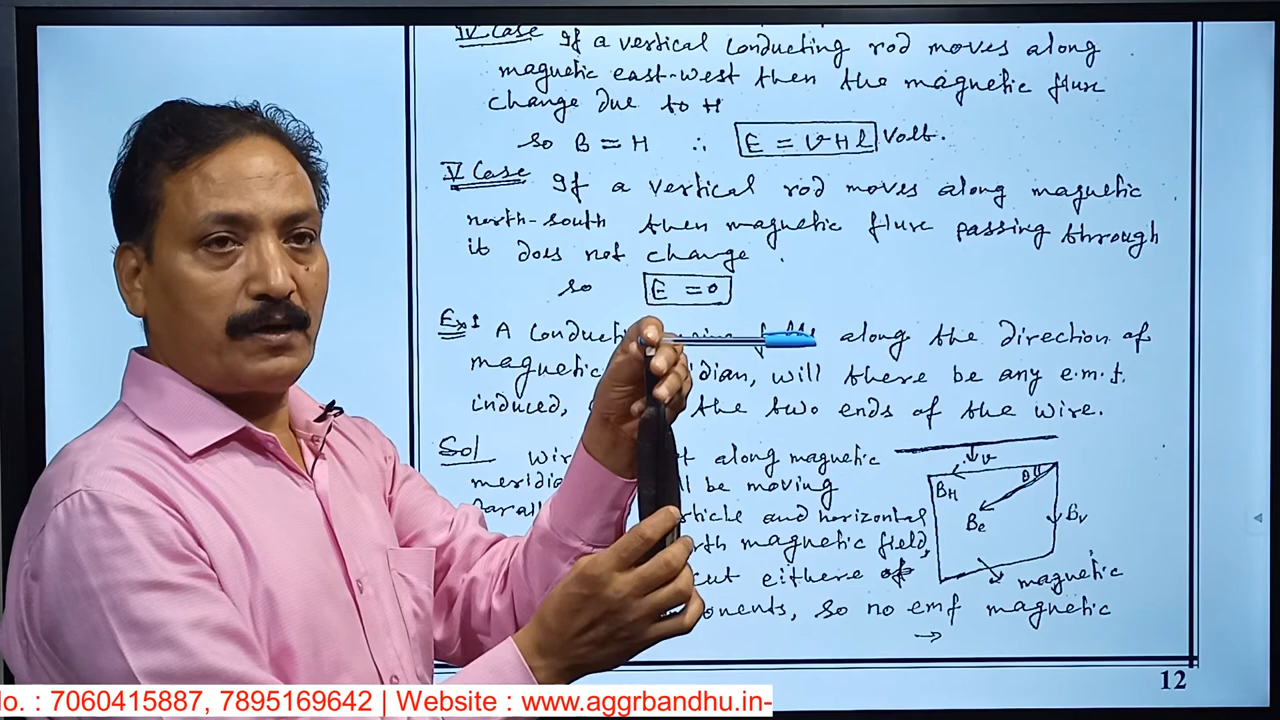 IV Case If a vertical conducting rod moves along
magnetic east-west then the magnetic flux
change due to H
so B = H ∴ E = VHl Volt.
V Case If a vertical rod moves along magnetic
north-south then magnetic flux passing through
it does not change .
so E = 0
Ex1 A along the direction of
magnetic will there be any e.m.f.
induced, the two ends of the wire.
Sol along magnetic
be moving
and horizontal
magnetic field,
cut either of
so no emf magnetic
→
v
BH
θ
Be
Bv
magnetic
12
No. : 7060415887, 7895169642 | Website : www.aggrbandhu.in-